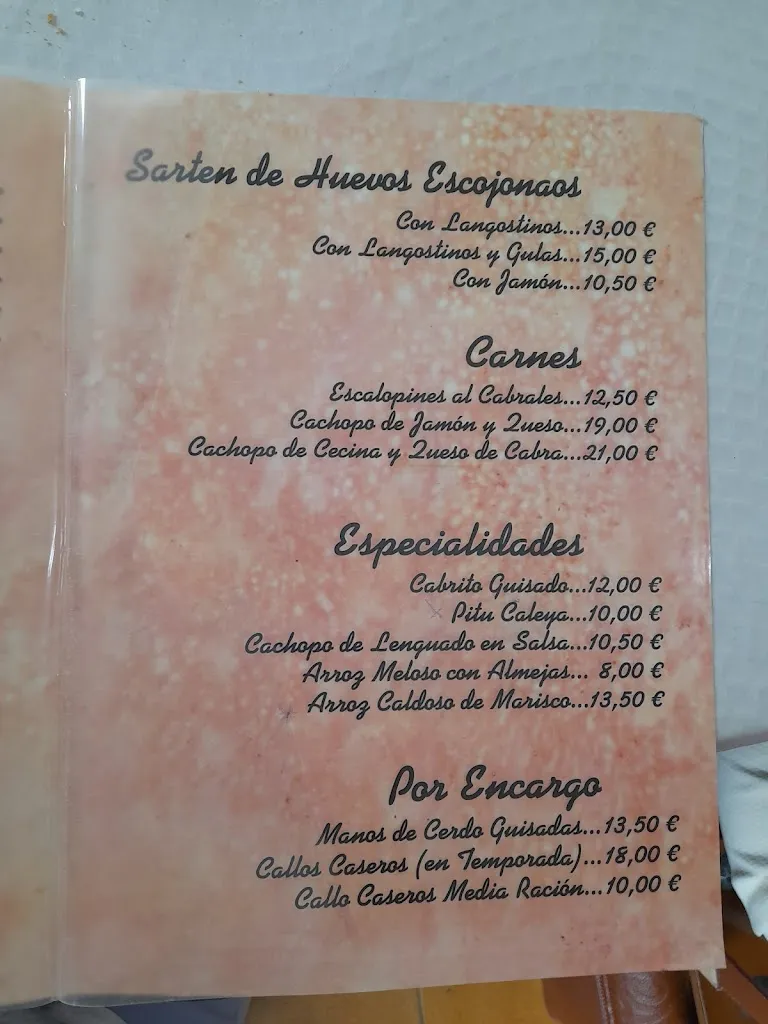 Sarten de Huevos Escojonaos
Con Langostinos...13,00 €
Con Langostinos y Gulas...15,00 €
Con Jamón...10,50 €
Carnes
Escalopines al Cabrales...12,50 €
Cachopo de Jamón y Queso...19,00 €
Cachopo de Cecina y Queso de Cabra...21,00 €
Especialidades
Cabrito Guisado...12,00 €
Pitu Caleya...10,00 €
Cachopo de Lenguado en Salsa...10,50 €
Arroz Meloso con Almejas... 8,00 €
Arroz Caldoso de Marisco...13,50 €
Por Encargo
Manos de Cerdo Guisadas...13,50 €
Callos Caseros (en Temporada)...18,00 €
Callo Caseros Media Ración...10,00 €